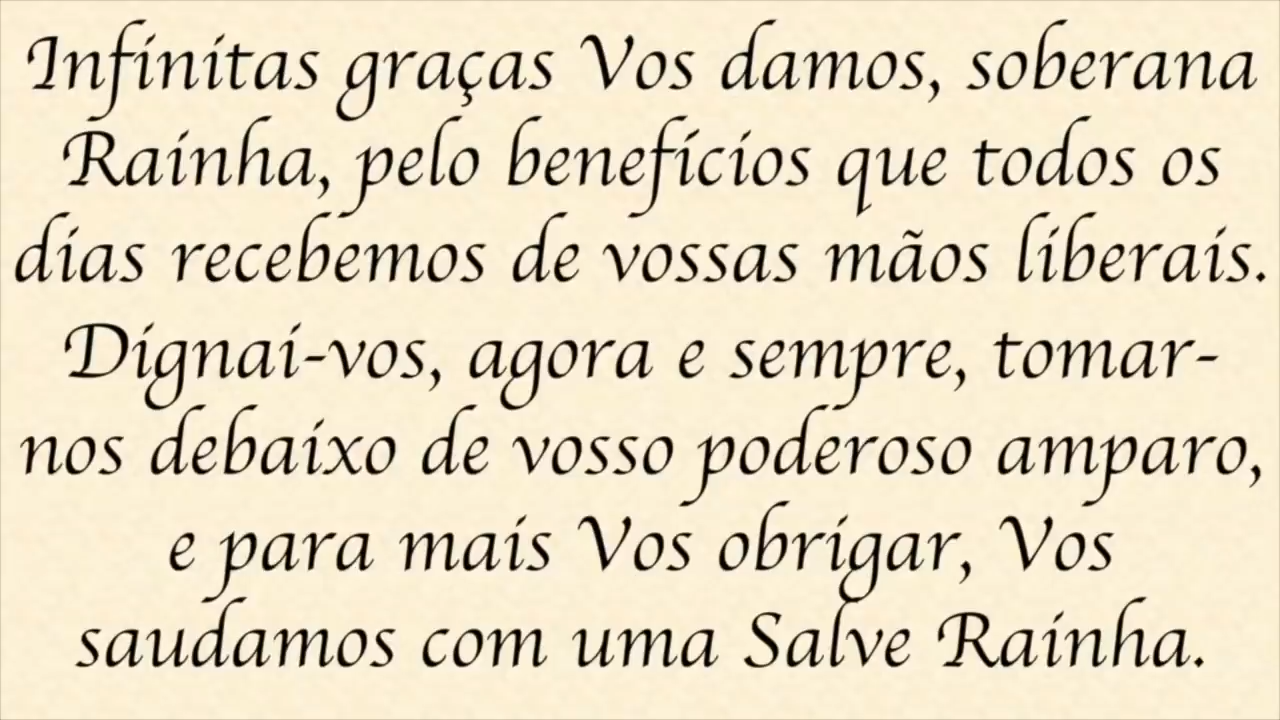 Infinitas graças Vos damos, soberana
Rainha, pelo benefícios que todos os
dias recebemos de vossas mãos liberais.
Dignai-vos, agora e sempre, tomar-
nos debaixo de vosso poderoso amparo,
e para mais Vos obrigar, Vos
saudamos com uma Salve Rainha.